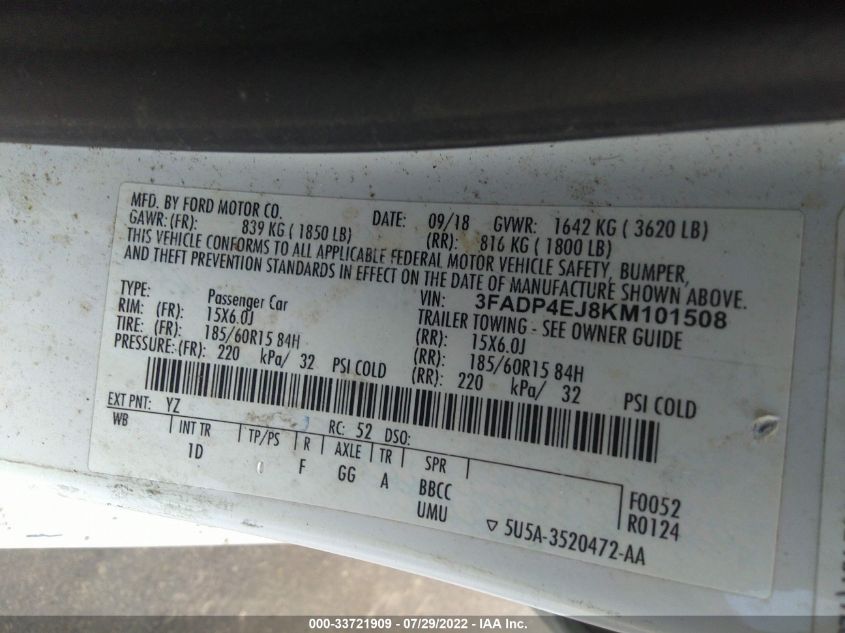 MFD. BY FORD MOTOR CO. DATE: 09/18 GVWR: 1642 KG ( 3620 LB)
GAWR: (FR): 839 KG ( 1850 LB) (RR): 816 KG ( 1800 LB)
THIS VEHICLE CONFORMS TO ALL APPLICABLE FEDERAL MOTOR VEHICLE SAFETY, BUMPER,
AND THEFT PREVENTION STANDARDS IN EFFECT ON THE DATE OF MANUFACTURE SHOWN ABOVE.
VIN: 3FADP4EJ8KM101508
TYPE: Passenger Car TRAILER TOWING - SEE OWNER GUIDE
RIM: (FR): 15X6.0J (RR): 15X6.0J
TIRE: (FR): 185/60R15 84H (RR): 185/60R15 84H
PRESSURE: (FR): 220 kPa/ 32 PSI COLD (RR): 220 kPa/ 32 PSI COLD
EXT PNT: YZ RC: 52 DSO:
WB INT TR TP/PS R AXLE TR SPR
1D F GG A BBCC F0052
UMU R0124
▽ 5U5A-3520472-AA
000-33721909 - 07/29/2022 - IAA Inc.